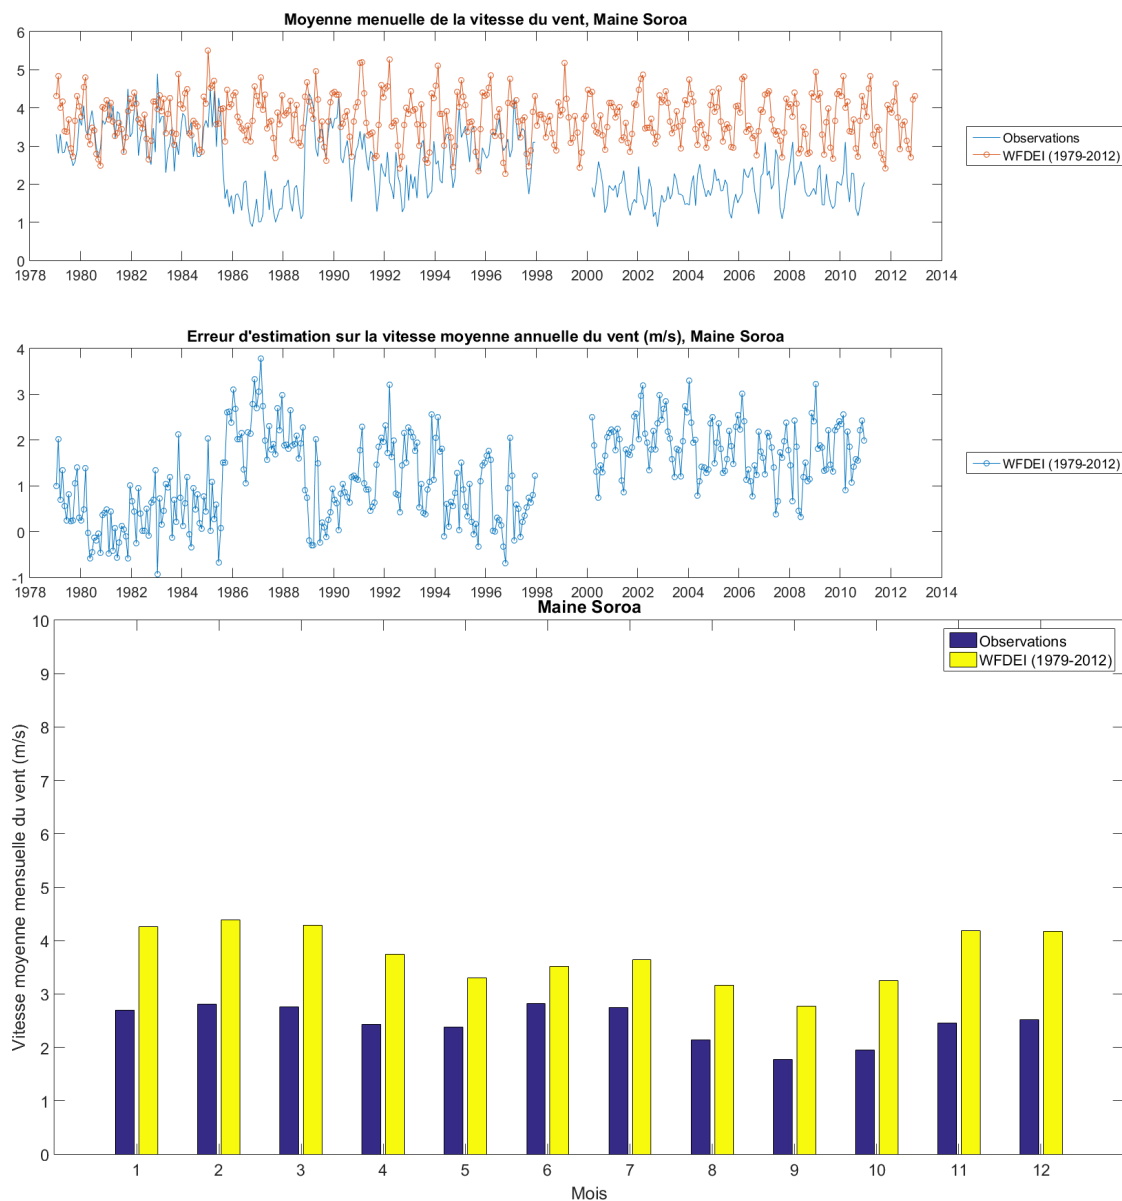 Moyenne menuelle de la vitesse du vent, Maine Soroa
6
5
4
3
2
1
0
1978 1980 1982 1984 1986 1988 1990 1992 1994 1996 1998 2000 2002 2004 2006 2008 2010 2012 2014
Observations
WFDEI (1979-2012)
Erreur d'estimation sur la vitesse moyenne annuelle du vent (m/s), Maine Soroa
4
3
2
1
0
-1
1978 1980 1982 1984 1986 1988 1990 1992 1994 1996 1998 2000 2002 2004 2006 2008 2010 2012 2014
WFDEI (1979-2012)
Maine Soroa
10
9
8
7
6
5
4
3
2
1
0
Vitesse moyenne mensuelle du vent (m/s)
Observations
WFDEI (1979-2012)
1 2 3 4 5 6 7 8 9 10 11 12
Mois